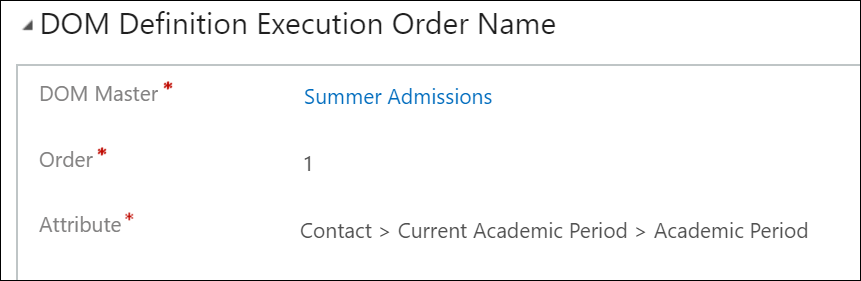 DOM Definition Execution Order Name
DOM Master * Summer Admissions
Order * 1
Attribute * Contact > Current Academic Period > Academic Period